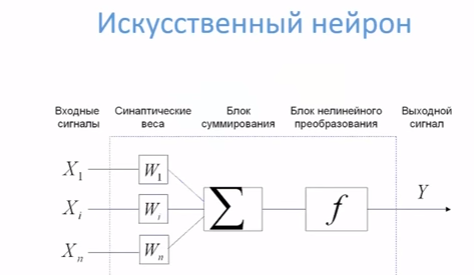 Искусственный нейрон
Входные сигналы
Синаптические веса
Блок суммирования
Блок нелинейного преобразования
Выходной сигнал
X₁ W₁
Xᵢ Wᵢ ∑ f Y
Xₙ Wₙ